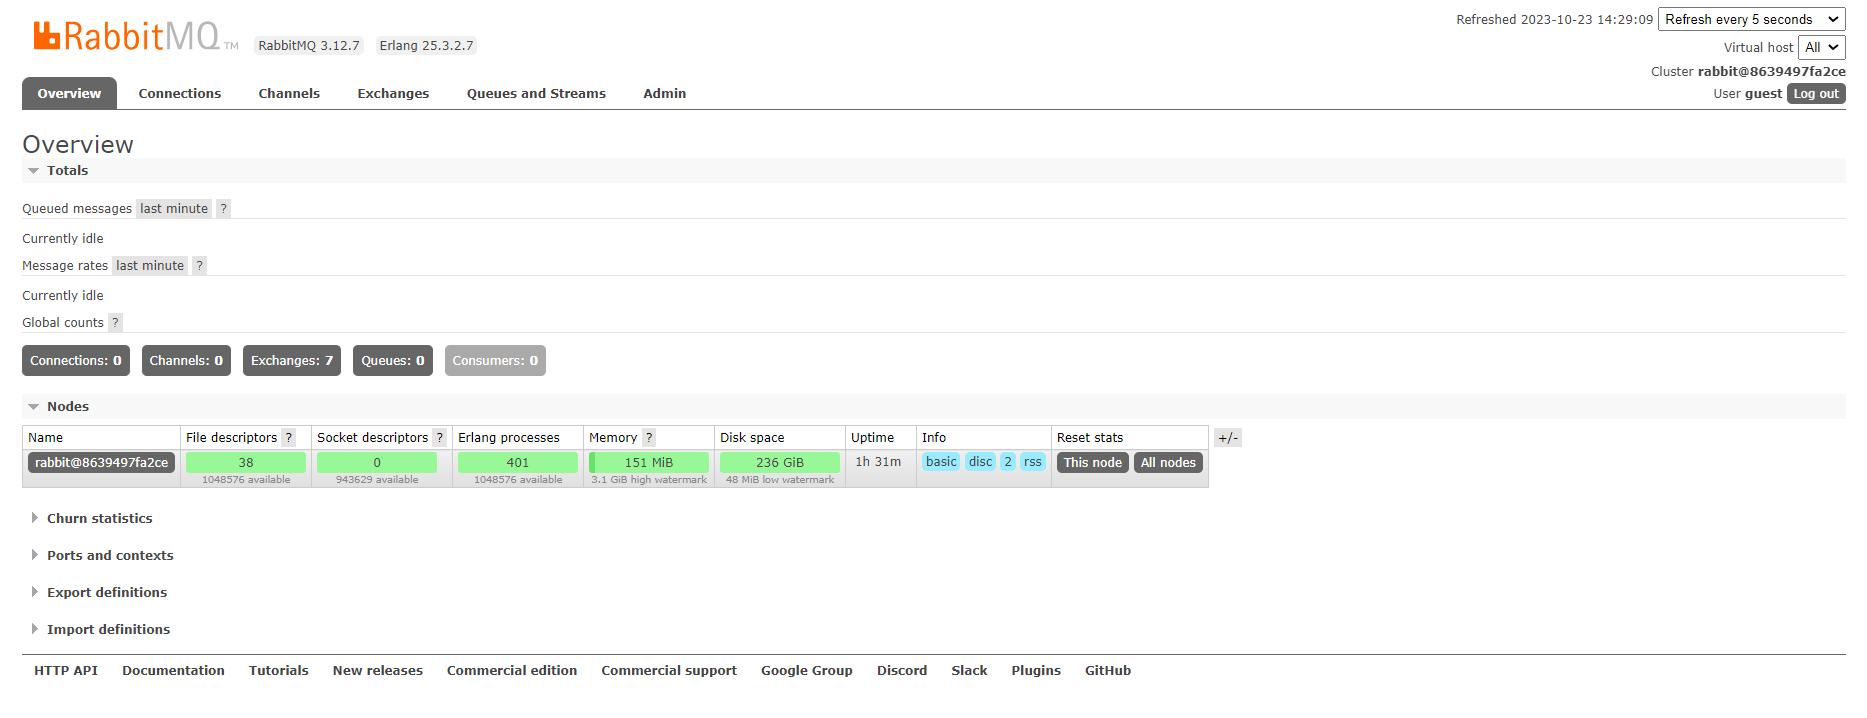 RabbitMQ TM RabbitMQ 3.12.7 Erlang 25.3.2.7
Refreshed 2023-10-23 14:29:09 Refresh every 5 seconds
Virtual host All
Cluster rabbit@8639497fa2ce
User guest Log out
Overview Connections Channels Exchanges Queues and Streams Admin
Overview
Totals
Queued messages last minute ?
Currently idle
Message rates last minute ?
Currently idle
Global counts ?
Connections: 0 Channels: 0 Exchanges: 7 Queues: 0 Consumers: 0
Nodes
Name File descriptors ? Socket descriptors ? Erlang processes Memory ? Disk space Uptime Info Reset stats +/-
rabbit@8639497fa2ce 38 0 401 151 MiB 236 GiB 1h 31m basic disc 2 rss This node All nodes
1048576 available 943629 available 1048576 available 3.1 GiB high watermark 48 MiB low watermark
Churn statistics
Ports and contexts
Export definitions
Import definitions
HTTP API Documentation Tutorials New releases Commercial edition Commercial support Google Group Discord Slack Plugins GitHub